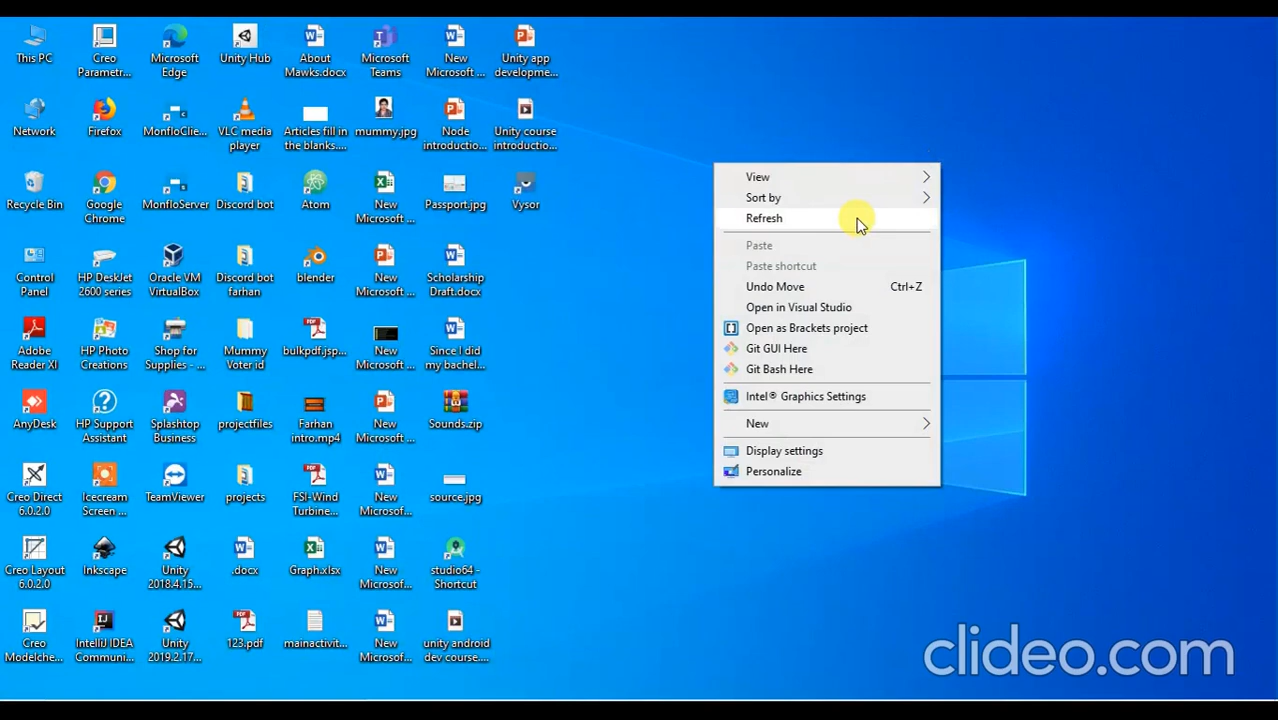 This PC
Creo
Parametr...
Microsoft
Edge
Unity Hub
About
Mawks.docx
Microsoft
Teams
New
Microsoft ...
Unity app
developme...
Network
Firefox
MonfloClie...
VLC media
player
Articles fill in
the blanks....
mummy.jpg
Node
introductio...
Unity course
introductio...
Recycle Bin
Google
Chrome
MonfloServer
Discord bot
Atom
New
Microsoft ...
Passport.jpg
Vysor
Control
Panel
HP DeskJet
2600 series
Oracle VM
VirtualBox
Discord bot
farhan
blender
New
Microsoft ...
Scholarship
Draft.docx
Adobe
Reader XI
HP Photo
Creations
Shop for
Supplies - ...
Mummy
Voter id
bulkpdf.jsp...
New
Microsoft ...
Since I did
my bachel...
AnyDesk
HP Support
Assistant
Splashtop
Business
projectfiles
Farhan
intro.mp4
New
Microsoft ...
Sounds.zip
Creo Direct
6.0.2.0
Icecream
Screen ...
TeamViewer
projects
FSI-Wind
Turbine...
New
Microsof...
source.jpg
Creo Layout
6.0.2.0
Inkscape
Unity
2018.4.15...
.docx
Graph.xlsx
New
Microsof...
studio64 -
Shortcut
Creo
Modelche...
IntelliJ IDEA
Communi...
Unity
2019.2.17...
123.pdf
mainactivit...
New
Microsof...
unity android
dev course....
View
Sort by
Refresh
Paste
Paste shortcut
Undo Move Ctrl+Z
Open in Visual Studio
Open as Brackets project
Git GUI Here
Git Bash Here
Intel® Graphics Settings
New
Display settings
Personalize
clideo.com